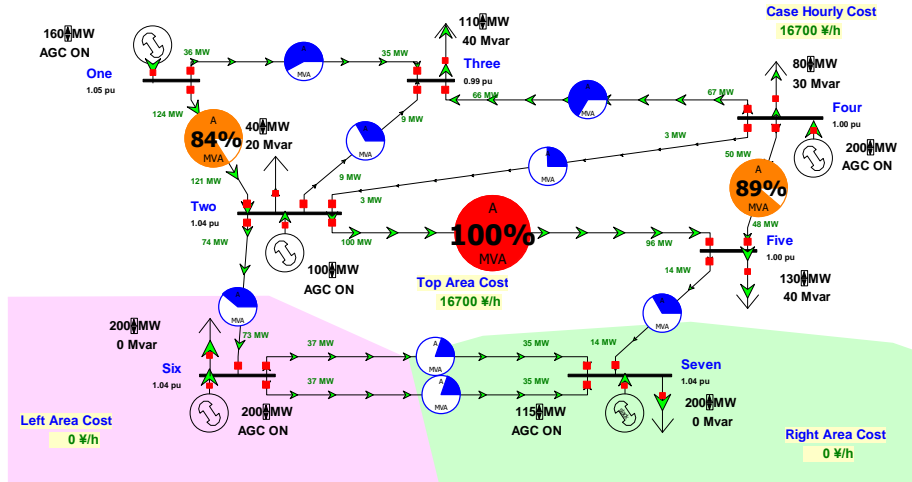 Case Hourly Cost
16700 ¥/h
160 MW
AGC ON
One
1.05 pu
36 MW
A
MVA
35 MW
110 MW
40 Mvar
Three
0.99 pu
66 MW
A
MVA
67 MW
80 MW
30 Mvar
Four
1.00 pu
200 MW
AGC ON
124 MW
A
84%
MVA
121 MW
40 MW
20 Mvar
9 MW
A
MVA
9 MW
3 MW
A
MVA
3 MW
50 MW
A
89%
MVA
48 MW
Two
1.04 pu
74 MW
100 MW
A
100%
MVA
96 MW
Five
1.00 pu
14 MW
100 MW
AGC ON
Top Area Cost
16700 ¥/h
130 MW
40 Mvar
A
MVA
73 MW
A
MVA
14 MW
200 MW
0 Mvar
Six
1.04 pu
37 MW
A
MVA
35 MW
37 MW
A
MVA
35 MW
Seven
1.04 pu
200 MW
AGC ON
115 MW
AGC ON
200 MW
0 Mvar
Left Area Cost
0 ¥/h
Right Area Cost
0 ¥/h